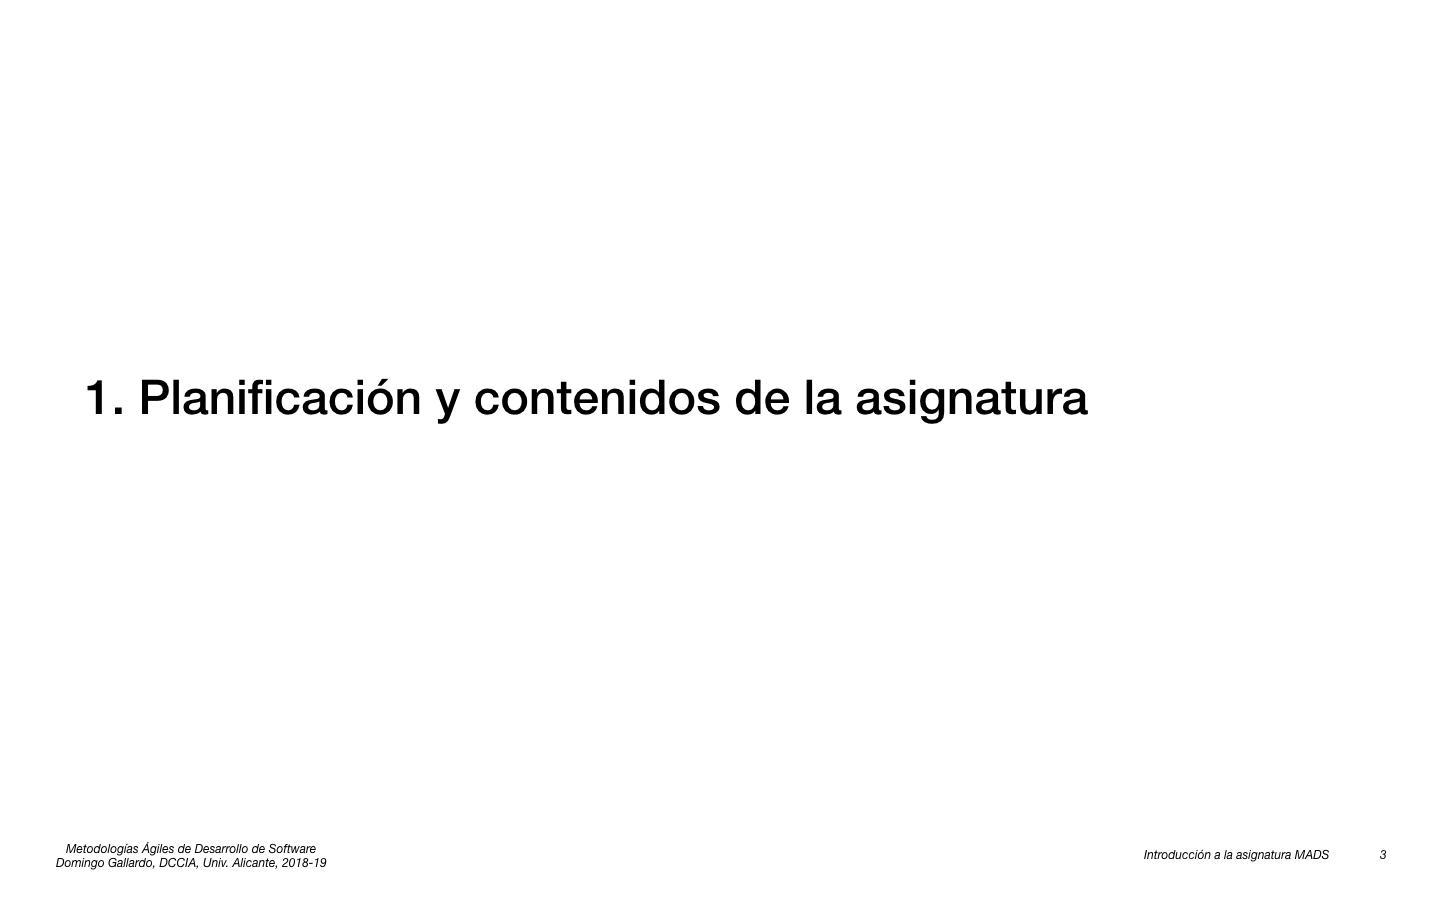 1. Planificación y contenidos de la asignatura
Metodologías Ágiles de Desarrollo de Software
Domingo Gallardo, DCCIA, Univ. Alicante, 2018-19
Introducción a la asignatura MADS
3